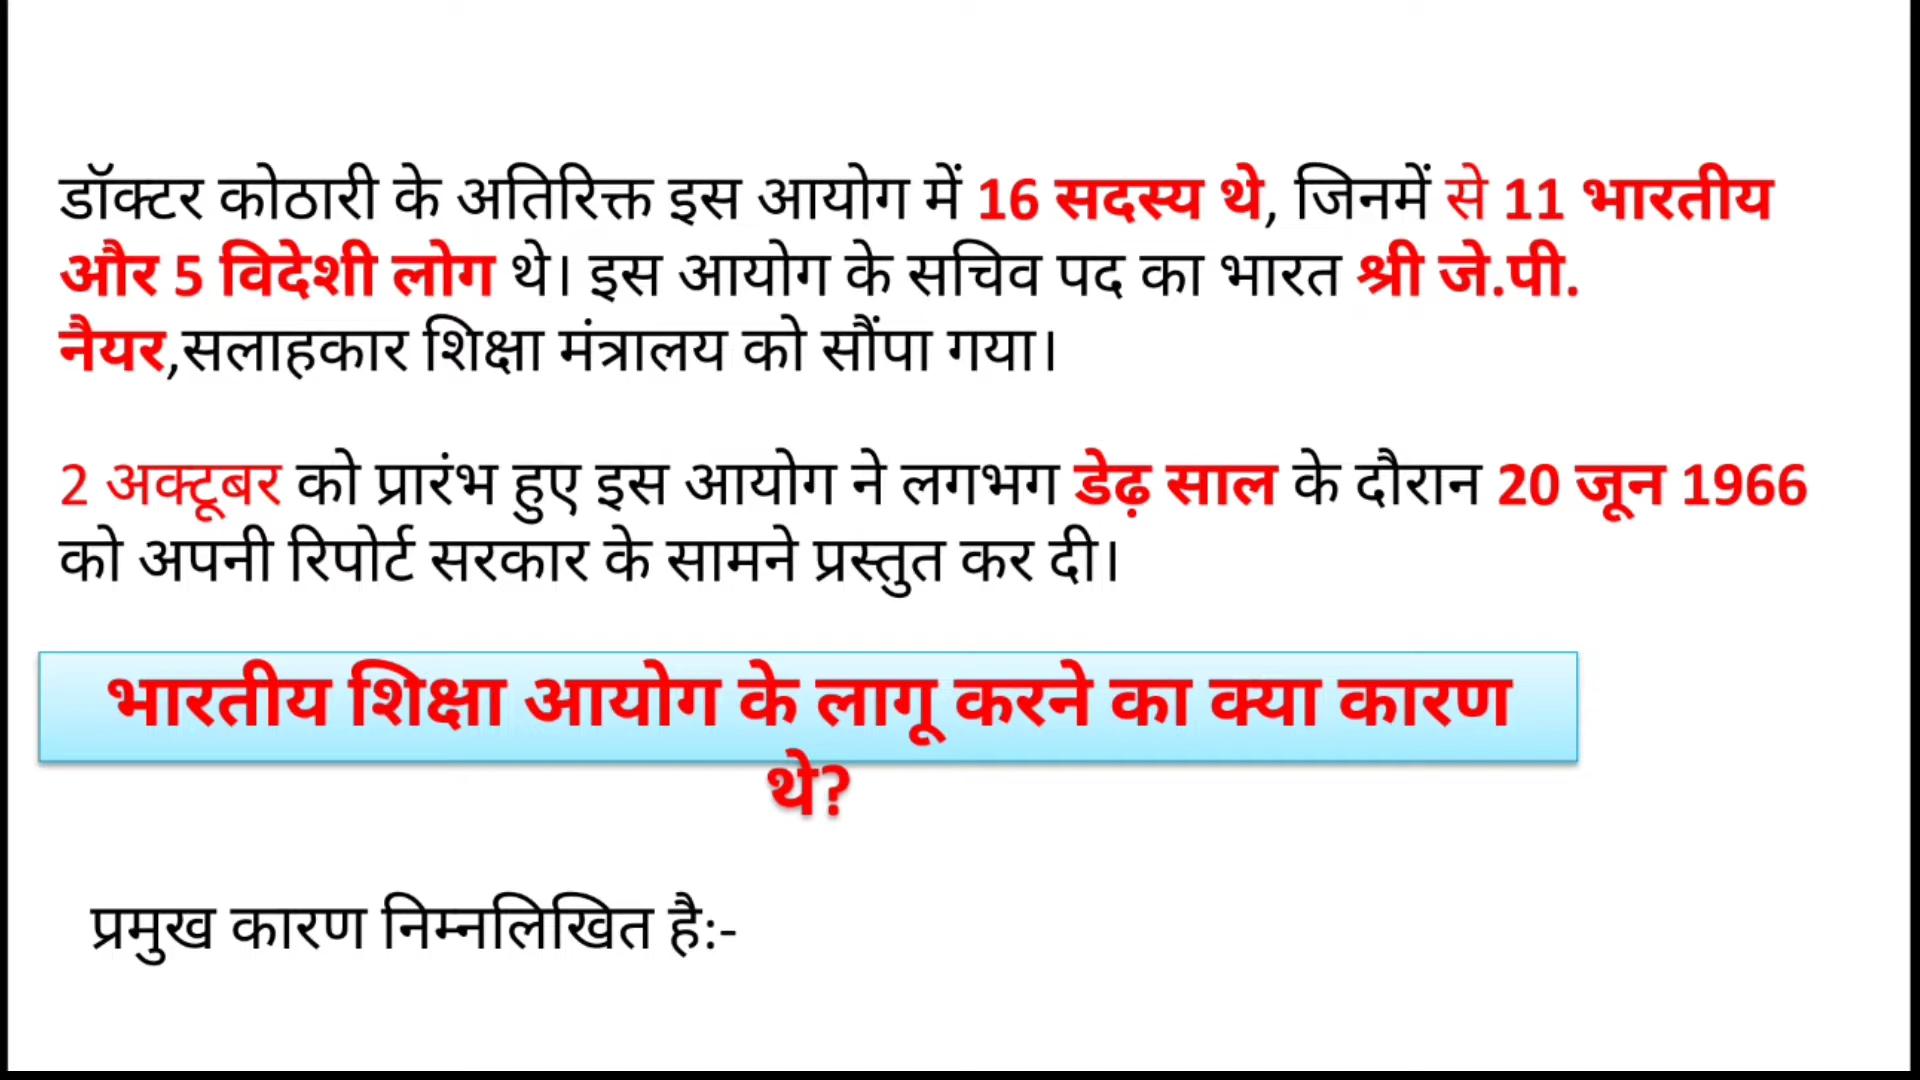 डॉक्टर कोठारी के अतिरिक्त इस आयोग में 16 सदस्य थे, जिनमें से 11 भारतीय
और 5 विदेशी लोग थे। इस आयोग के सचिव पद का भारत श्री जे.पी.
नैयर,सलाहकार शिक्षा मंत्रालय को सौंपा गया।
2 अक्टूबर को प्रारंभ हुए इस आयोग ने लगभग डेढ़ साल के दौरान 20 जून 1966
को अपनी रिपोर्ट सरकार के सामने प्रस्तुत कर दी।
भारतीय शिक्षा आयोग के लागू करने का क्या कारण
थे?
प्रमुख कारण निम्नलिखित है:-